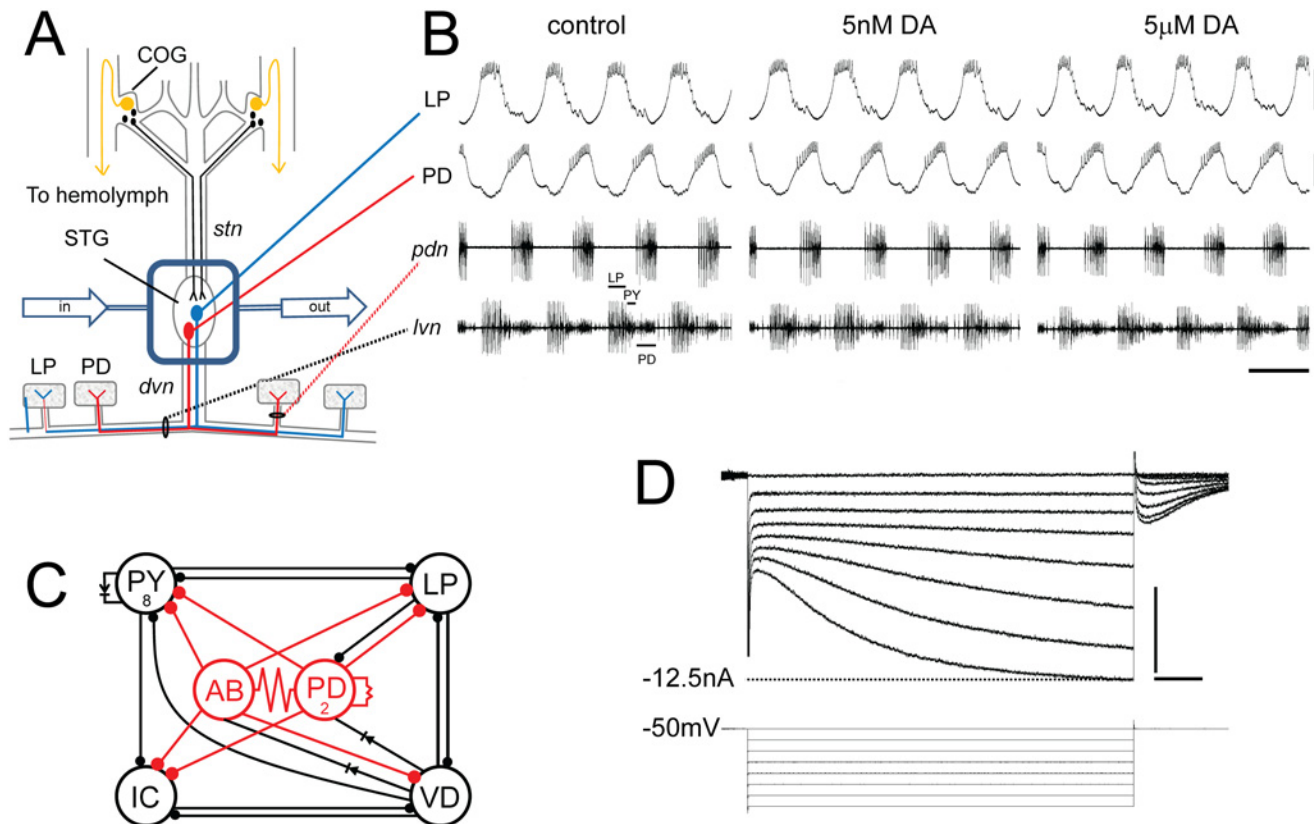 A
COG
To hemolymph
STG
stn
in
out
LP
PD
dvn
B
control
5nM DA
5μM DA
LP
PD
pdn
lvn
LP
PY
PD
C
PY
8
LP
AB
PD
2
IC
VD
D
-12.5nA
-50mV